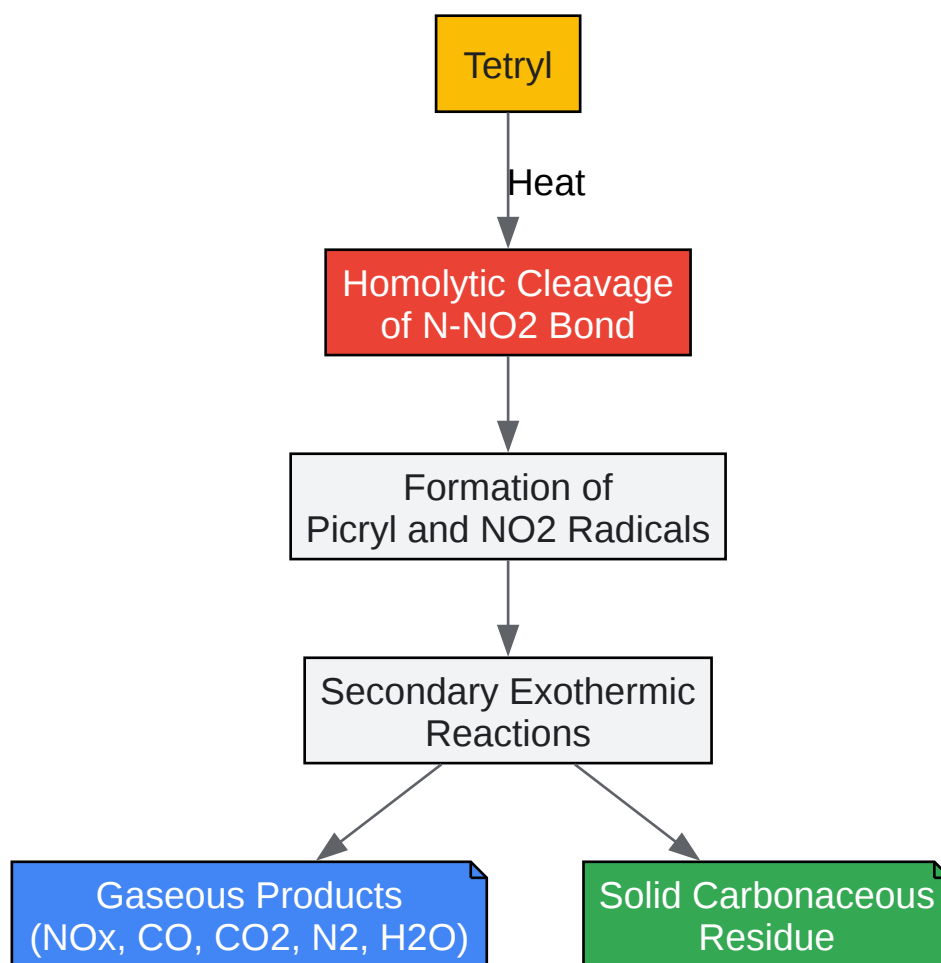 Tetryl
Heat
Homolytic Cleavage
of N-NO2 Bond
Formation of
Picryl and NO2 Radicals
Secondary Exothermic
Reactions
Gaseous Products
(NOx, CO, CO2, N2, H2O)
Solid Carbonaceous
Residue